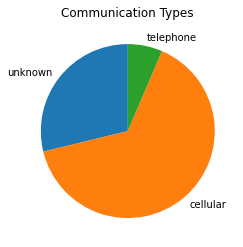 Communication Types
telephone
unknown
cellular